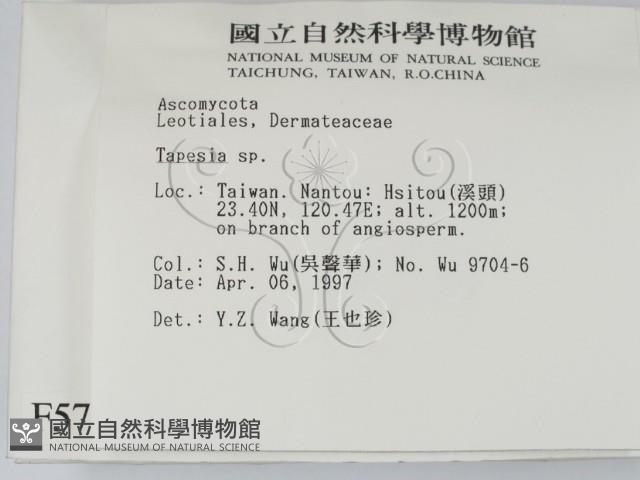 國立自然科學博物館
NATIONAL MUSEUM OF NATURAL SCIENCE
TAICHUNG, TAIWAN, R.O.CHINA
Ascomycota
Leotiales, Dermateaceae
Tapesia sp.
Loc.: Taiwan. Nantou: Hsitou(溪頭)
23.40N, 120.47E; alt. 1200m;
on branch of angiosperm.
Col.: S.H. Wu(吳聲華); No. Wu 9704-6
Date: Apr. 06, 1997
Det.: Y.Z. Wang(王也珍)
F57
國立自然科學博物館
NATIONAL MUSEUM OF NATURAL SCIENCE